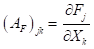 (A_F)_{jk} = ∂F_j / ∂X_k